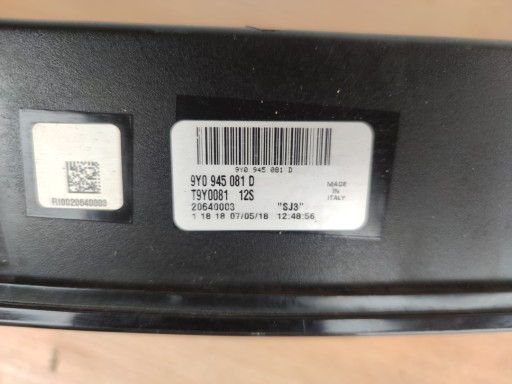 RI0020640003
9Y0 945 081 D
9Y0 945 081 D
T9Y0081 12S
20640003 "SJ3"
1 18 18 07/05/18 12:48:56
MADE
IN
ITALY